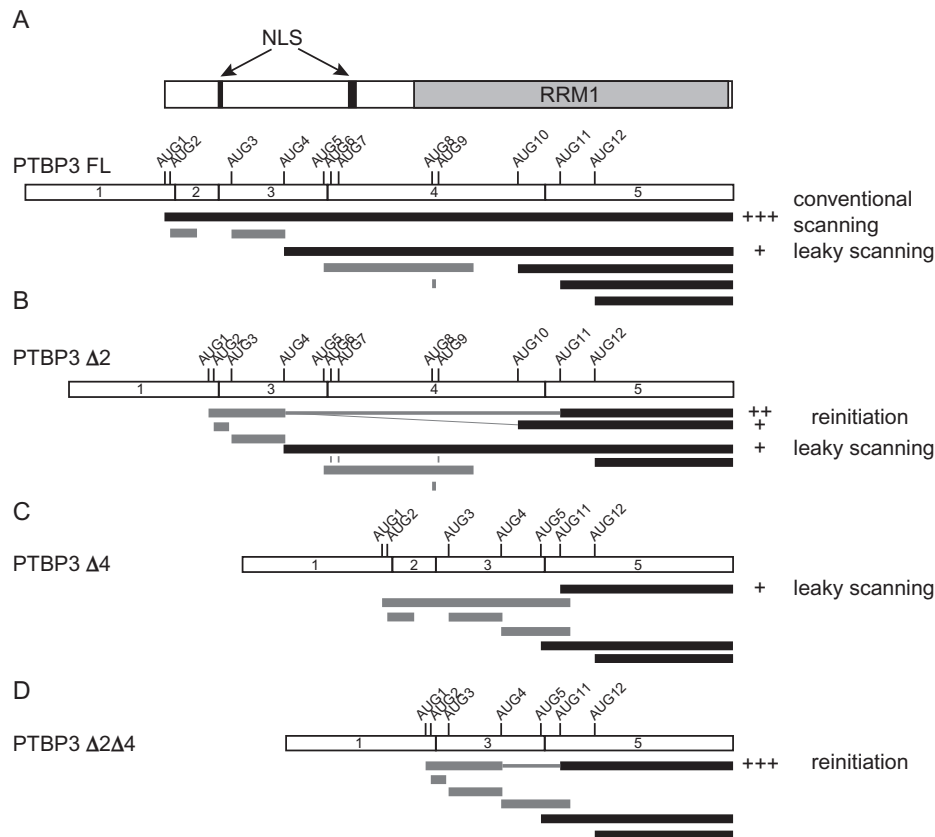 A
NLS
RRM1
AUG1 AUG2 AUG3 AUG4 AUG5 AUG6 AUG7 AUG8 AUG9 AUG10 AUG11 AUG12
PTBP3 FL
1 2 3 4 5
+++ conventional scanning
+ leaky scanning
B
AUG1 AUG2 AUG3 AUG4 AUG5 AUG6 AUG7 AUG8 AUG9 AUG10 AUG11 AUG12
PTBP3 Δ2
1 3 4 5
++
+ reinitiation
+ leaky scanning
C
AUG1 AUG2 AUG3 AUG4 AUG5 AUG11 AUG12
PTBP3 Δ4
1 2 3 5
+ leaky scanning
D
AUG1 AUG2 AUG3 AUG4 AUG5 AUG11 AUG12
PTBP3 Δ2Δ4
1 3 5
+++ reinitiation